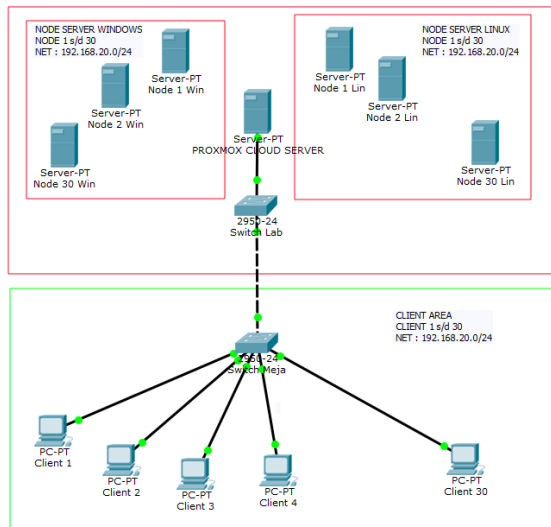 NODE SERVER WINDOWS
NODE 1 s/d 30
NET : 192.168.20.0/24
Server-PT
Node 1 Win
Server-PT
Node 2 Win
Server-PT
Node 30 Win
Server-PT
PROXMOX CLOUD SERVER
NODE SERVER LINUX
NODE 1 s/d 30
NET : 192.168.20.0/24
Server-PT
Node 1 Lin
Server-PT
Node 2 Lin
Server-PT
Node 30 Lin
2950-24
Switch Lab
CLIENT AREA
CLIENT 1 s/d 30
NET : 192.168.20.0/24
2950-24
Switch Meja
PC-PT
Client 1
PC-PT
Client 2
PC-PT
Client 3
PC-PT
Client 4
PC-PT
Client 30